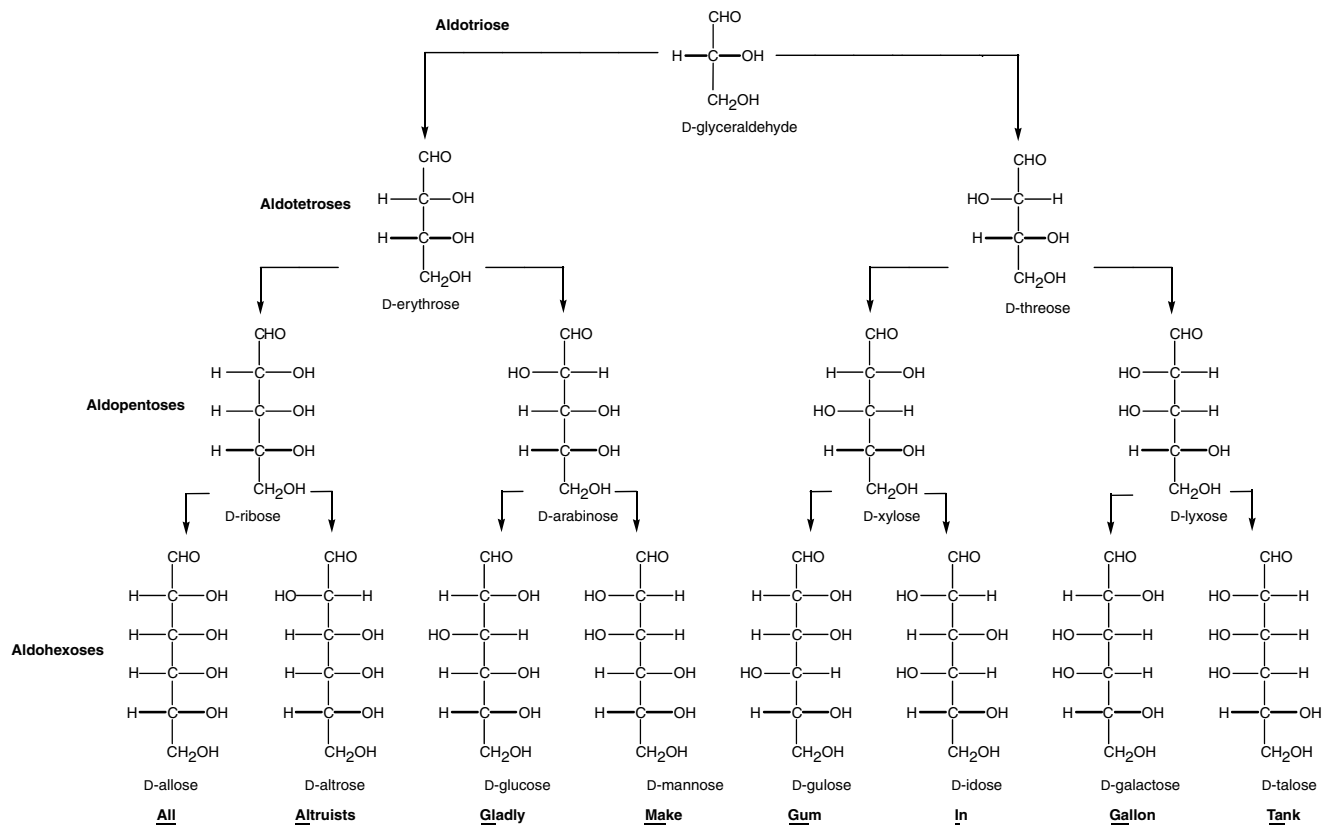 Aldotriose
CHO
H C OH
CH2OH
D-glyceraldehyde
CHO CHO
Aldotetroses H C OH HO C H
H C OH H C OH
CH2OH CH2OH
D-erythrose D-threose
CHO CHO CHO CHO
H C OH HO C H H C OH HO C H
Aldopentoses H C OH H C OH HO C H HO C H
H C OH H C OH H C OH H C OH
CH2OH CH2OH CH2OH CH2OH
D-ribose D-arabinose D-xylose D-lyxose
CHO CHO CHO CHO CHO CHO CHO CHO
H C OH HO C H H C OH HO C H H C OH HO C H H C OH HO C H
Aldohexoses H C OH H C OH HO C H HO C H H C OH H C OH HO C H HO C H
H C OH H C OH H C OH H C OH HO C H HO C H HO C H HO C H
H C OH H C OH H C OH H C OH H C OH H C OH H C OH H C OH
CH2OH CH2OH CH2OH CH2OH CH2OH CH2OH CH2OH CH2OH
D-allose D-altrose D-glucose D-mannose D-gulose D-idose D-galactose D-talose
All Altruists Gladly Make Gum In Gallon Tank